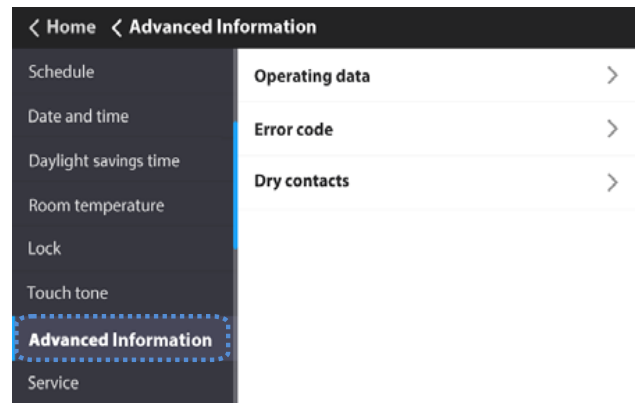 < Home < Advanced Information
Schedule
Date and time
Daylight savings time
Room temperature
Lock
Touch tone
Advanced Information
Service
Operating data >
Error code >
Dry contacts >